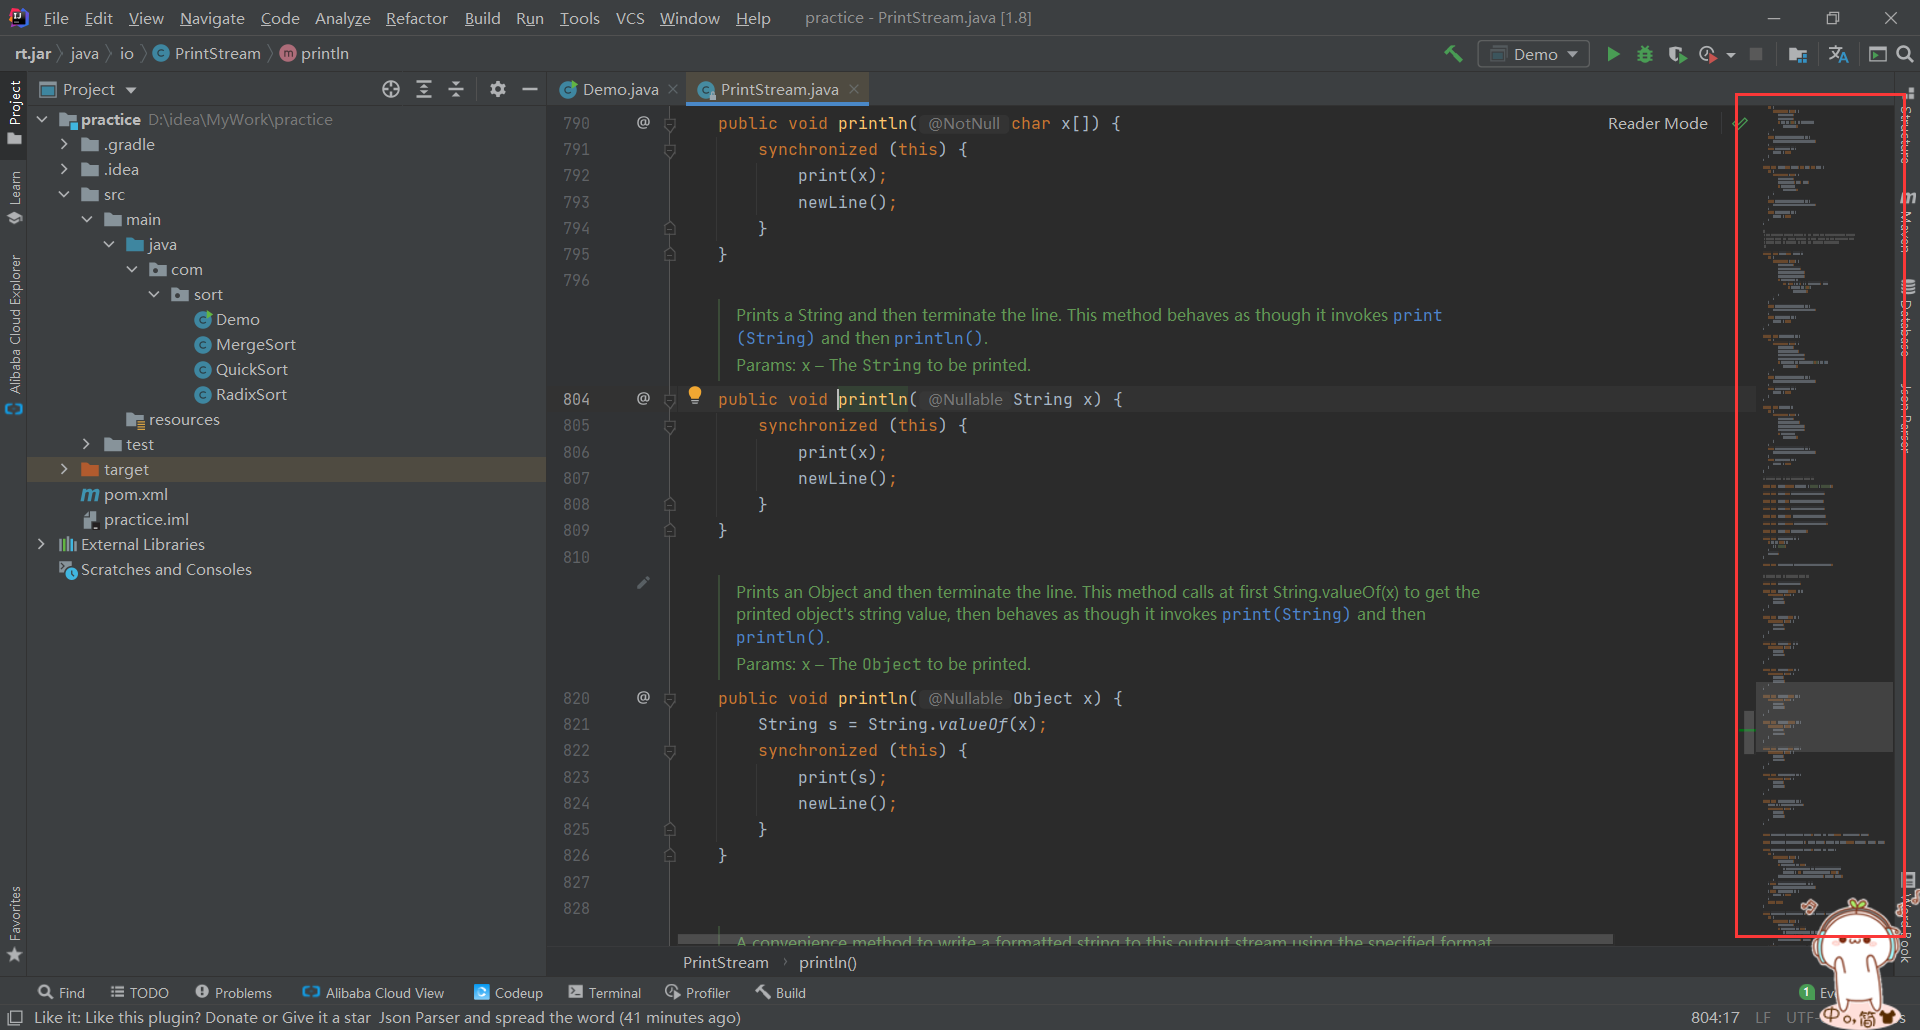 File Edit View Navigate Code Analyze Refactor Build Run Tools VCS Window Help practice - PrintStream.java [1.8]
rt.jar java io PrintStream println
Demo
Project
Demo.java
PrintStream.java
Project
Learn
Alibaba Cloud Explorer
Favorites
practice D:\idea\MyWork\practice
.gradle
.idea
src
main
java
com
sort
Demo
MergeSort
QuickSort
RadixSort
resources
test
target
pom.xml
practice.iml
External Libraries
Scratches and Consoles
Reader Mode
790 @ public void println( @NotNull char x[]) {
791 synchronized (this) {
792 print(x);
793 newLine();
794 }
795 }
796
Prints a String and then terminate the line. This method behaves as though it invokes print
(String) and then println().
Params: x – The String to be printed.
804 @ public void println( @Nullable String x) {
805 synchronized (this) {
806 print(x);
807 newLine();
808 }
809 }
810
Prints an Object and then terminate the line. This method calls at first String.valueOf(x) to get the
printed object's string value, then behaves as though it invokes print(String) and then
println().
Params: x – The Object to be printed.
820 @ public void println( @Nullable Object x) {
821 String s = String.valueOf(x);
822 synchronized (this) {
823 print(s);
824 newLine();
825 }
826 }
827
828
A convenience method to write a formatted string to this output stream using the specified format
PrintStream println()
Structure
Maven
Database
Json Parser
Word Book
Find TODO Problems Alibaba Cloud View Codeup Terminal Profiler Build
1 Ev
Like it: Like this plugin? Donate or Give it a star Json Parser and spread the word (41 minutes ago)
804:17 LF UTF-
中 简